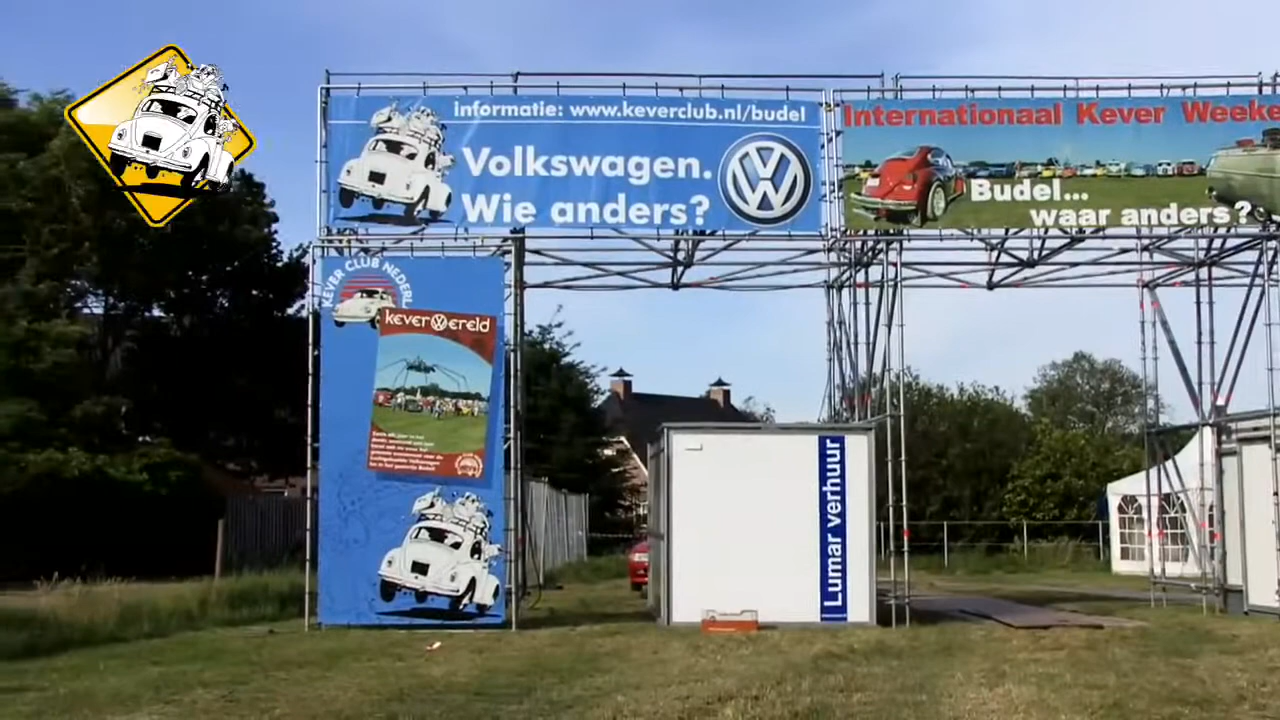 informatie: www.keverclub.nl/budel
Volkswagen.
Wie anders?
Internationaal Kever Weeke
Budel...
waar anders?
KEVER CLUB NEDERL
keverwereld
Lumar verhuur